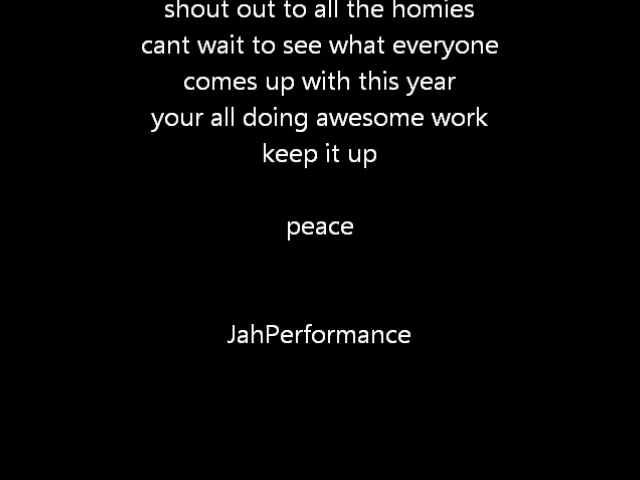 shout out to all the homies
cant wait to see what everyone
comes up with this year
your all doing awesome work
keep it up
peace
JahPerformance